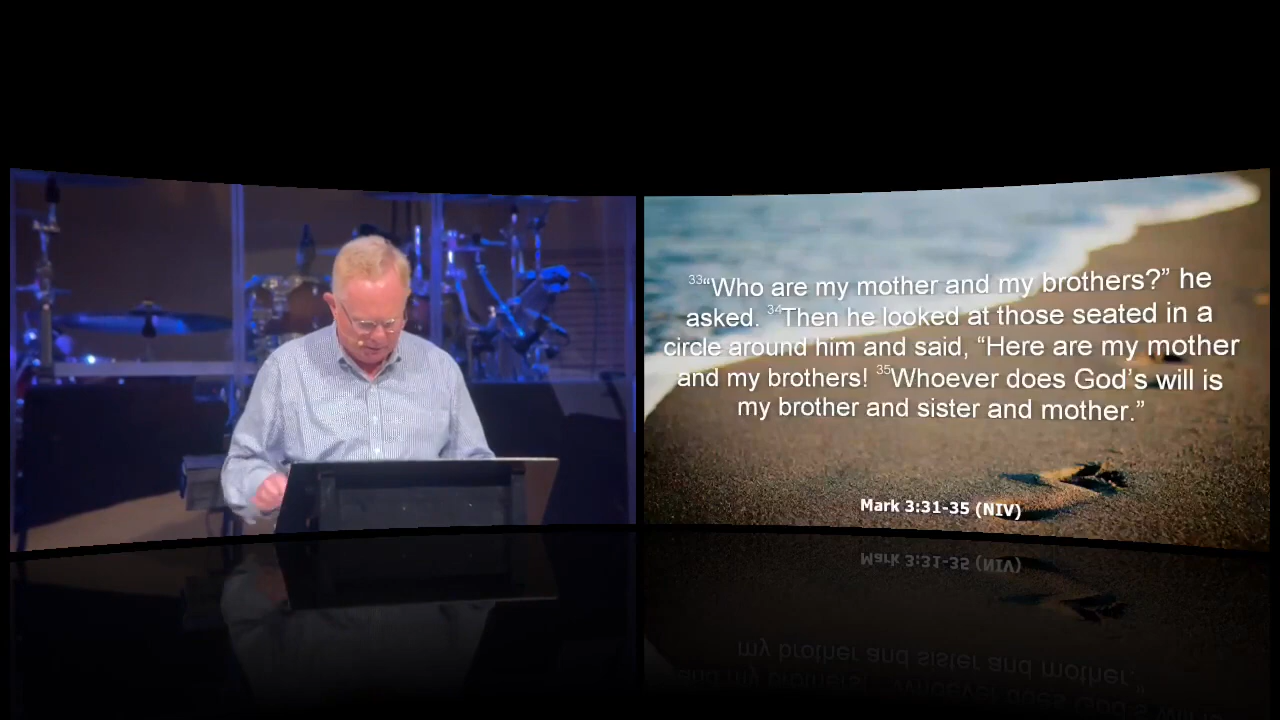 ³³“Who are my mother and my brothers?” he
asked. ³⁴Then he looked at those seated in a
circle around him and said, “Here are my mother
and my brothers! ³⁵Whoever does God’s will is
my brother and sister and mother.”
Mark 3:31-35 (NIV)